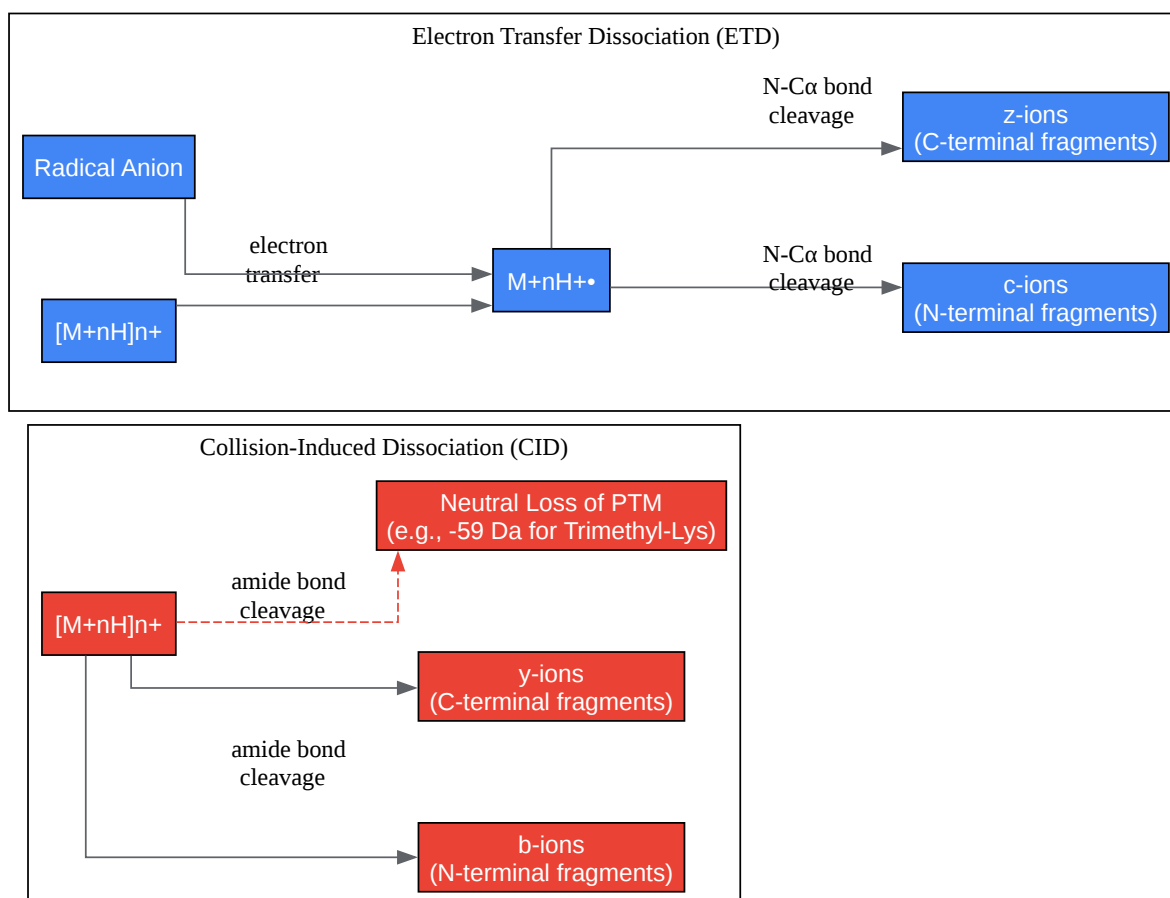 Electron Transfer Dissociation (ETD)
N-Cα bond
cleavage
z-ions
(C-terminal fragments)
Radical Anion
electron
transfer
M+nH+•
N-Cα bond
cleavage
c-ions
(N-terminal fragments)
[M+nH]n+
Collision-Induced Dissociation (CID)
Neutral Loss of PTM
(e.g., -59 Da for Trimethyl-Lys)
amide bond
cleavage
[M+nH]n+
y-ions
(C-terminal fragments)
amide bond
cleavage
b-ions
(N-terminal fragments)